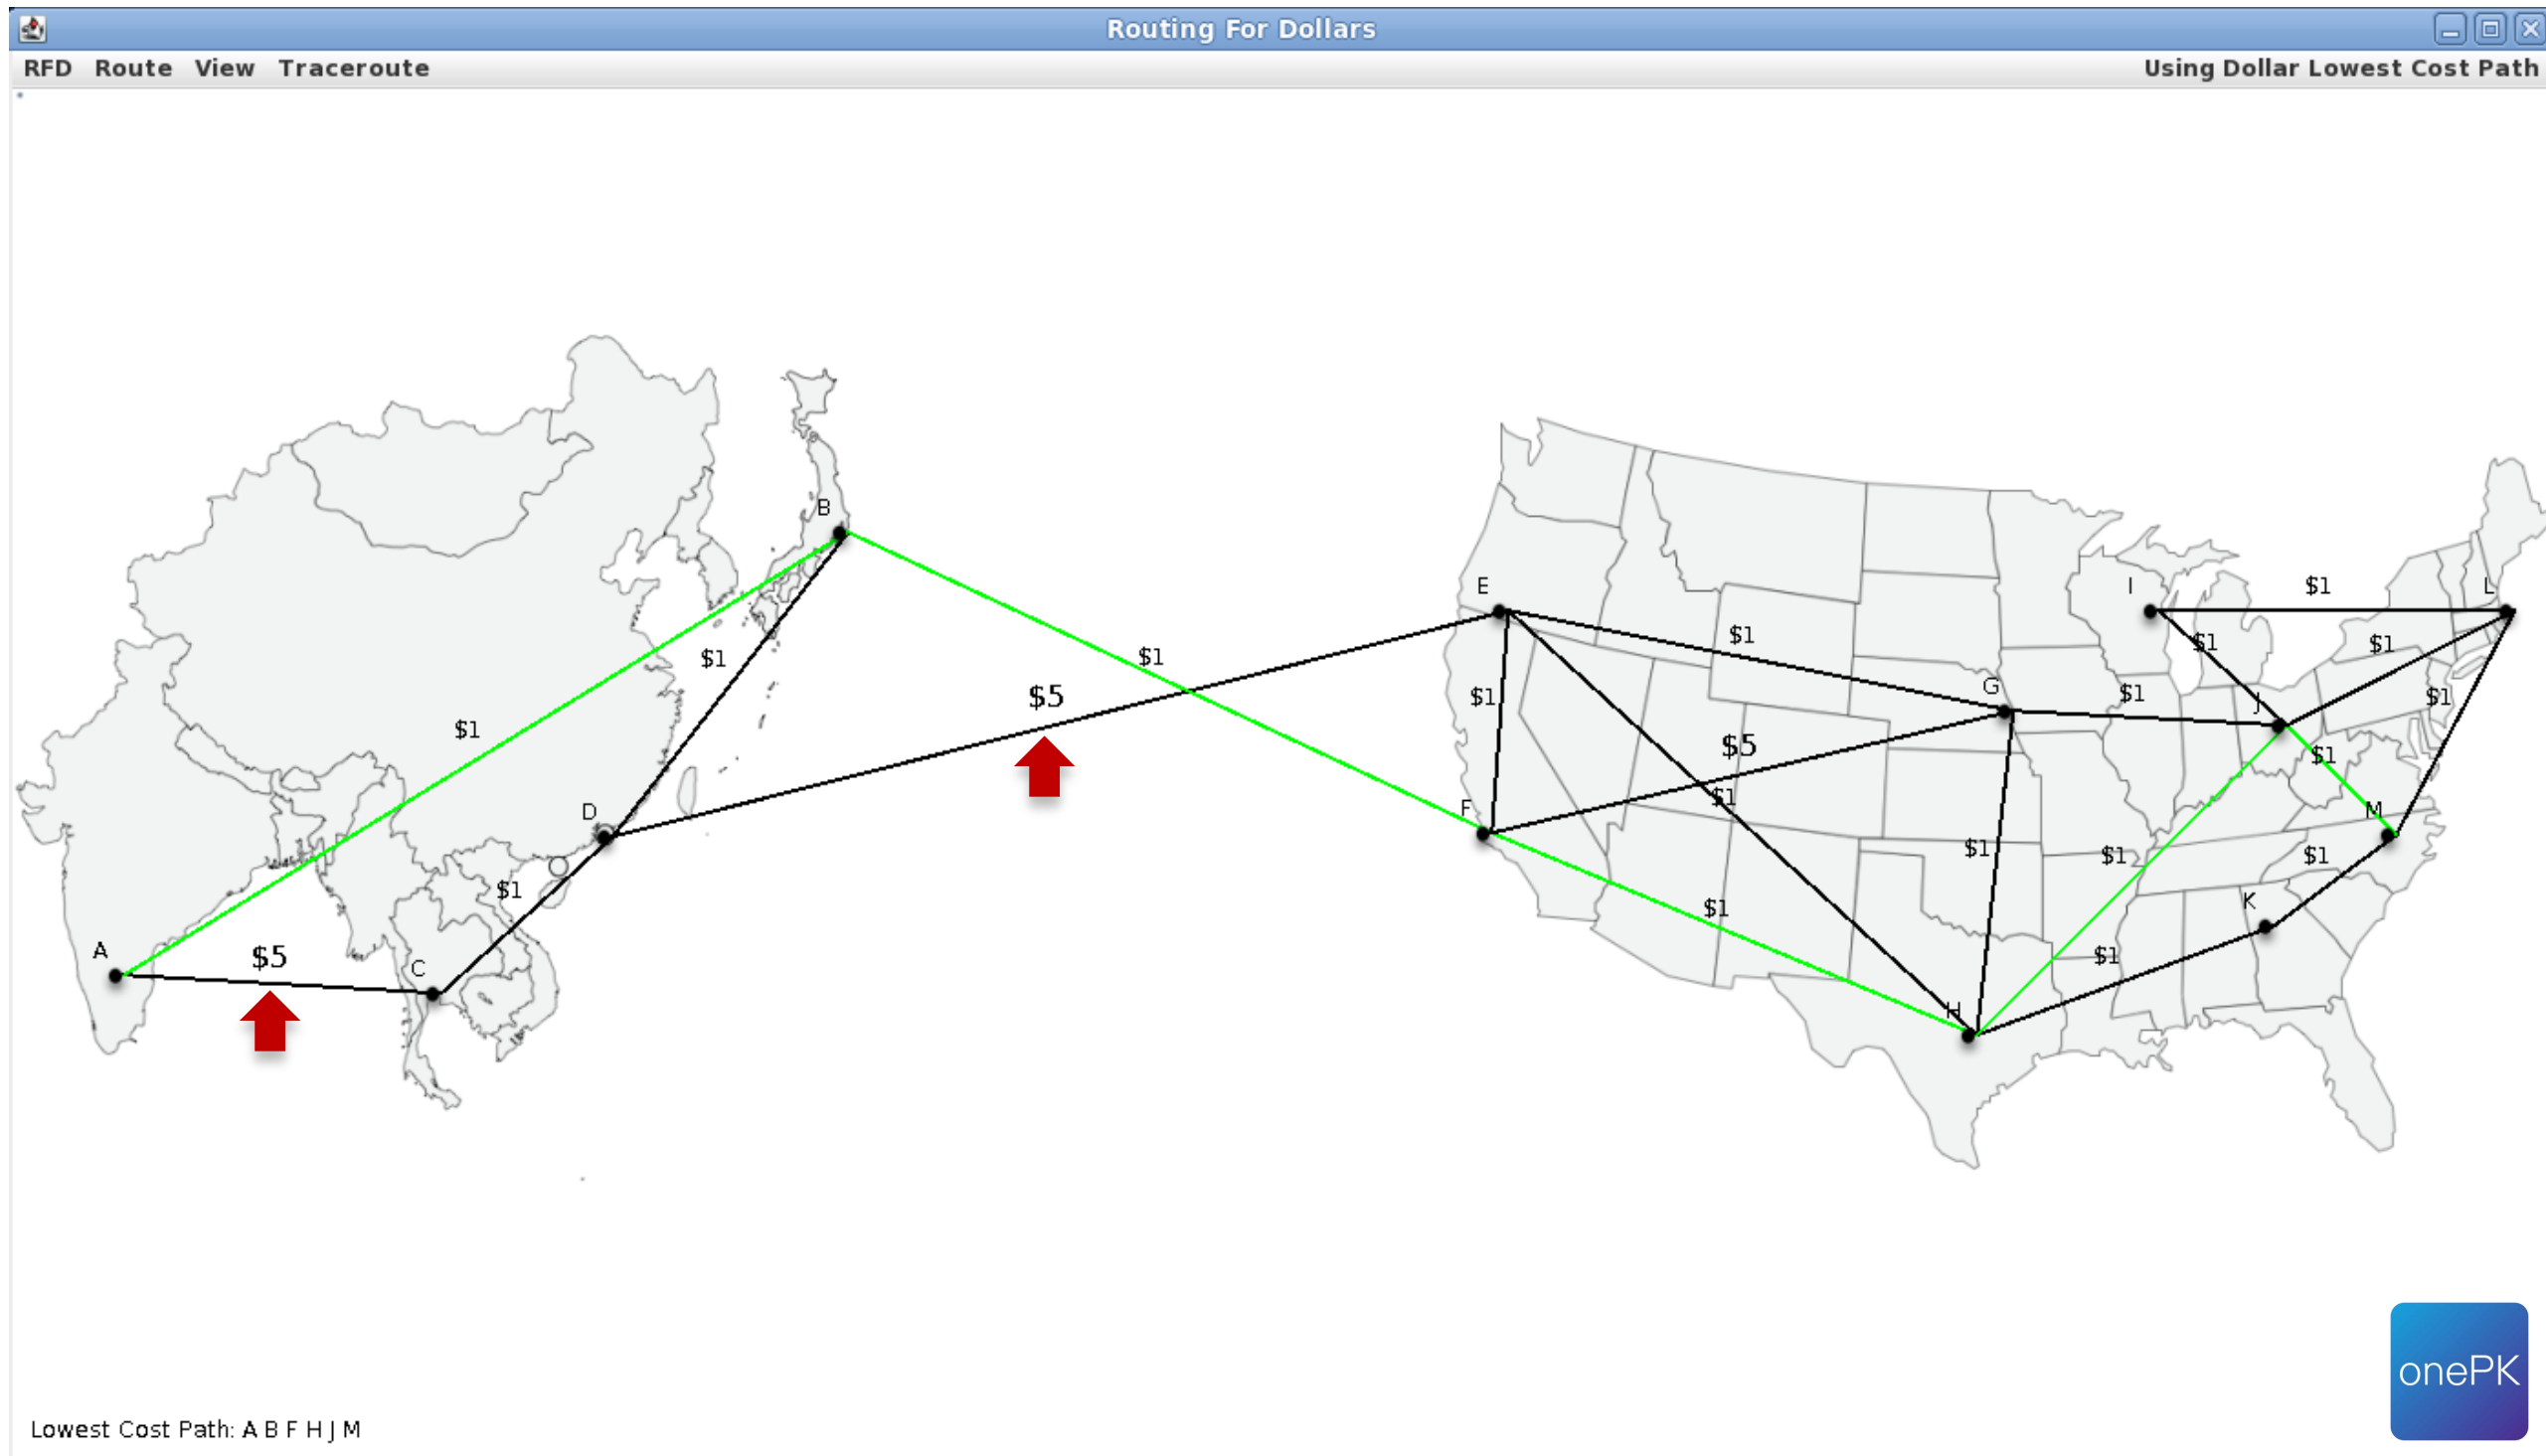 Routing For Dollars
RFD Route View Traceroute Using Dollar Lowest Cost Path
B
E
I
$1
L
$1
$1
$1
$1
$1
$5
$1
G
$1
$1
J
$1
$5
$1
$1
F
D
M
$1
$1
$1
$1
$1
K
$1
A
$5
C
$1
H
onePK
Lowest Cost Path: A B F H J M